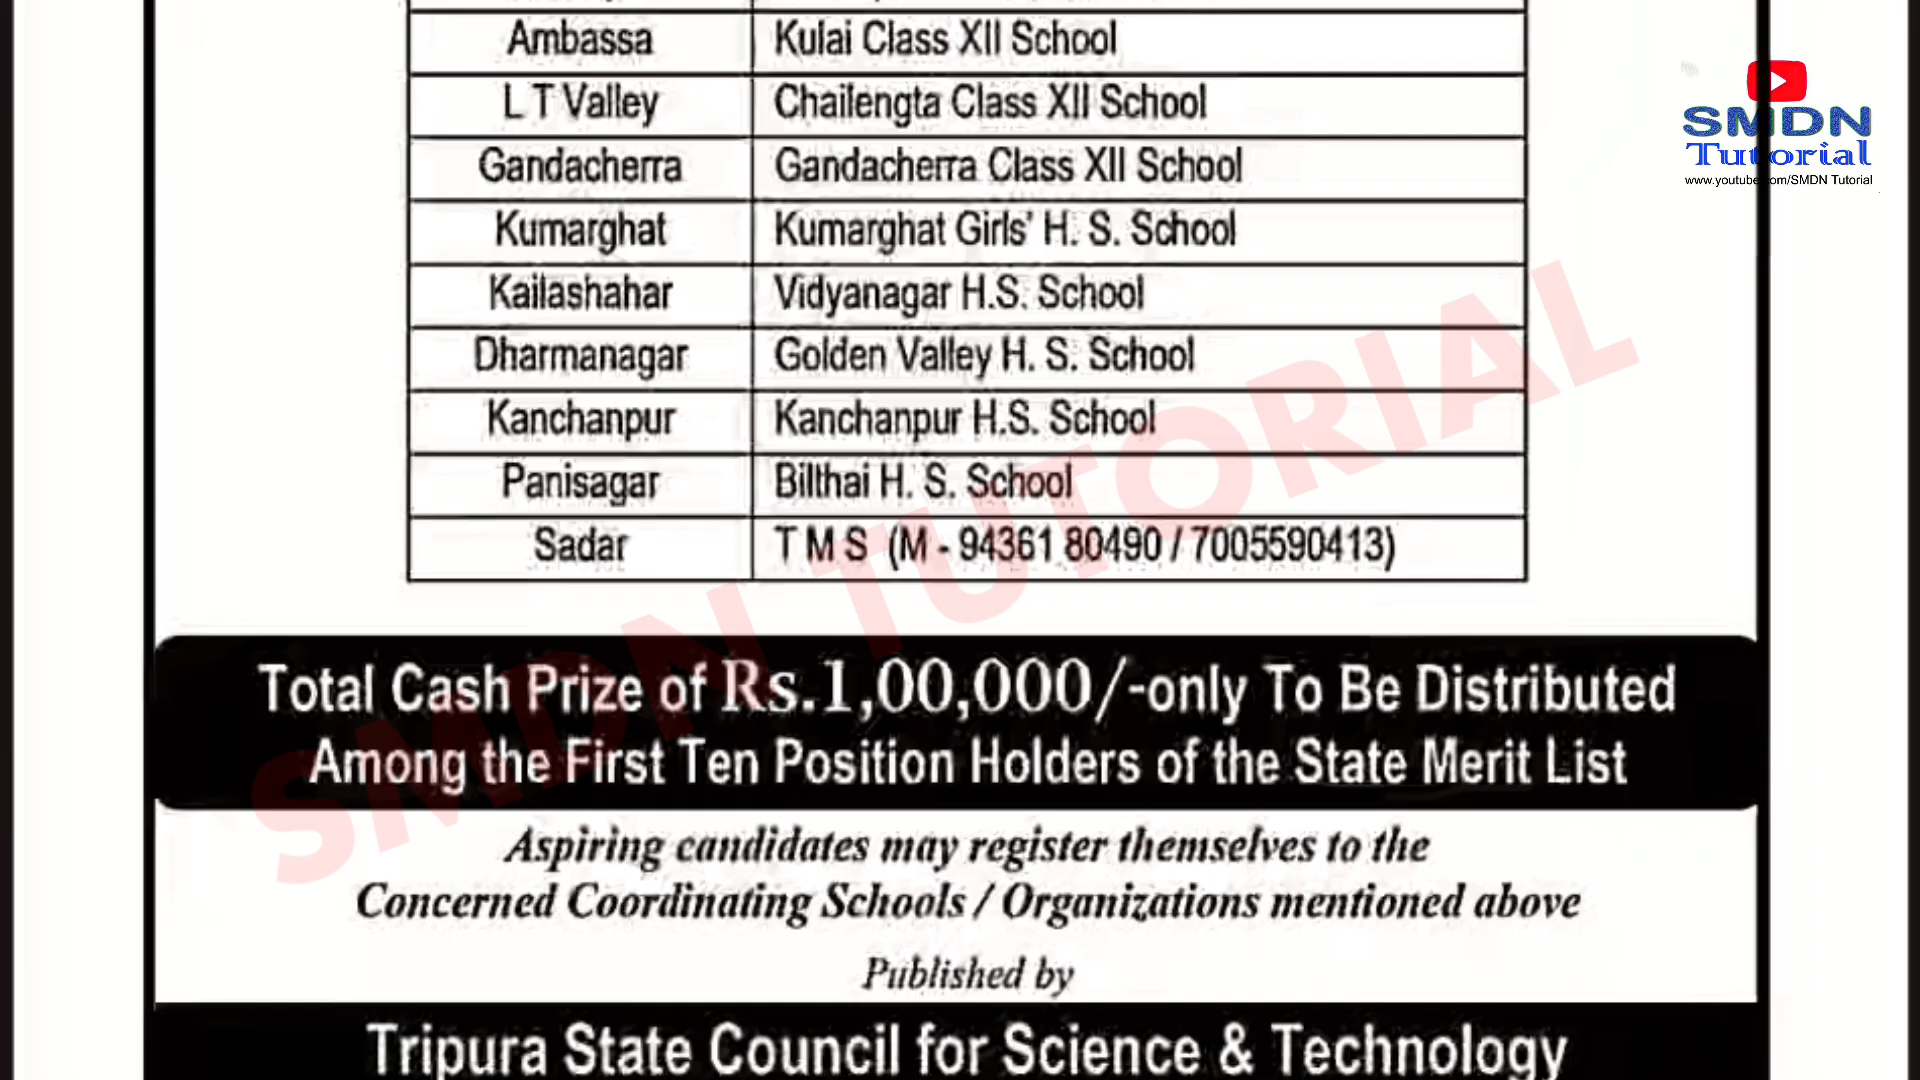 Ambassa Kulai Class XII School
L T Valley Chailengta Class XII School
Gandacherra Gandacherra Class XII School
Kumarghat Kumarghat Girls' H. S. School
Kailashahar Vidyanagar H.S. School
Dharmanagar Golden Valley H. S. School
Kanchanpur Kanchanpur H.S. School
Panisagar Bilthai H. S. School
Sadar T M S (M - 94361 80490 / 7005590413)
Total Cash Prize of Rs.1,00,000/-only To Be Distributed
Among the First Ten Position Holders of the State Merit List
Aspiring candidates may register themselves to the
Concerned Coordinating Schools / Organizations mentioned above
Published by
Tripura State Council for Science & Technology
SMDN
Tutorial
www.youtube.com/SMDN Tutorial
SMDN TUTORIAL